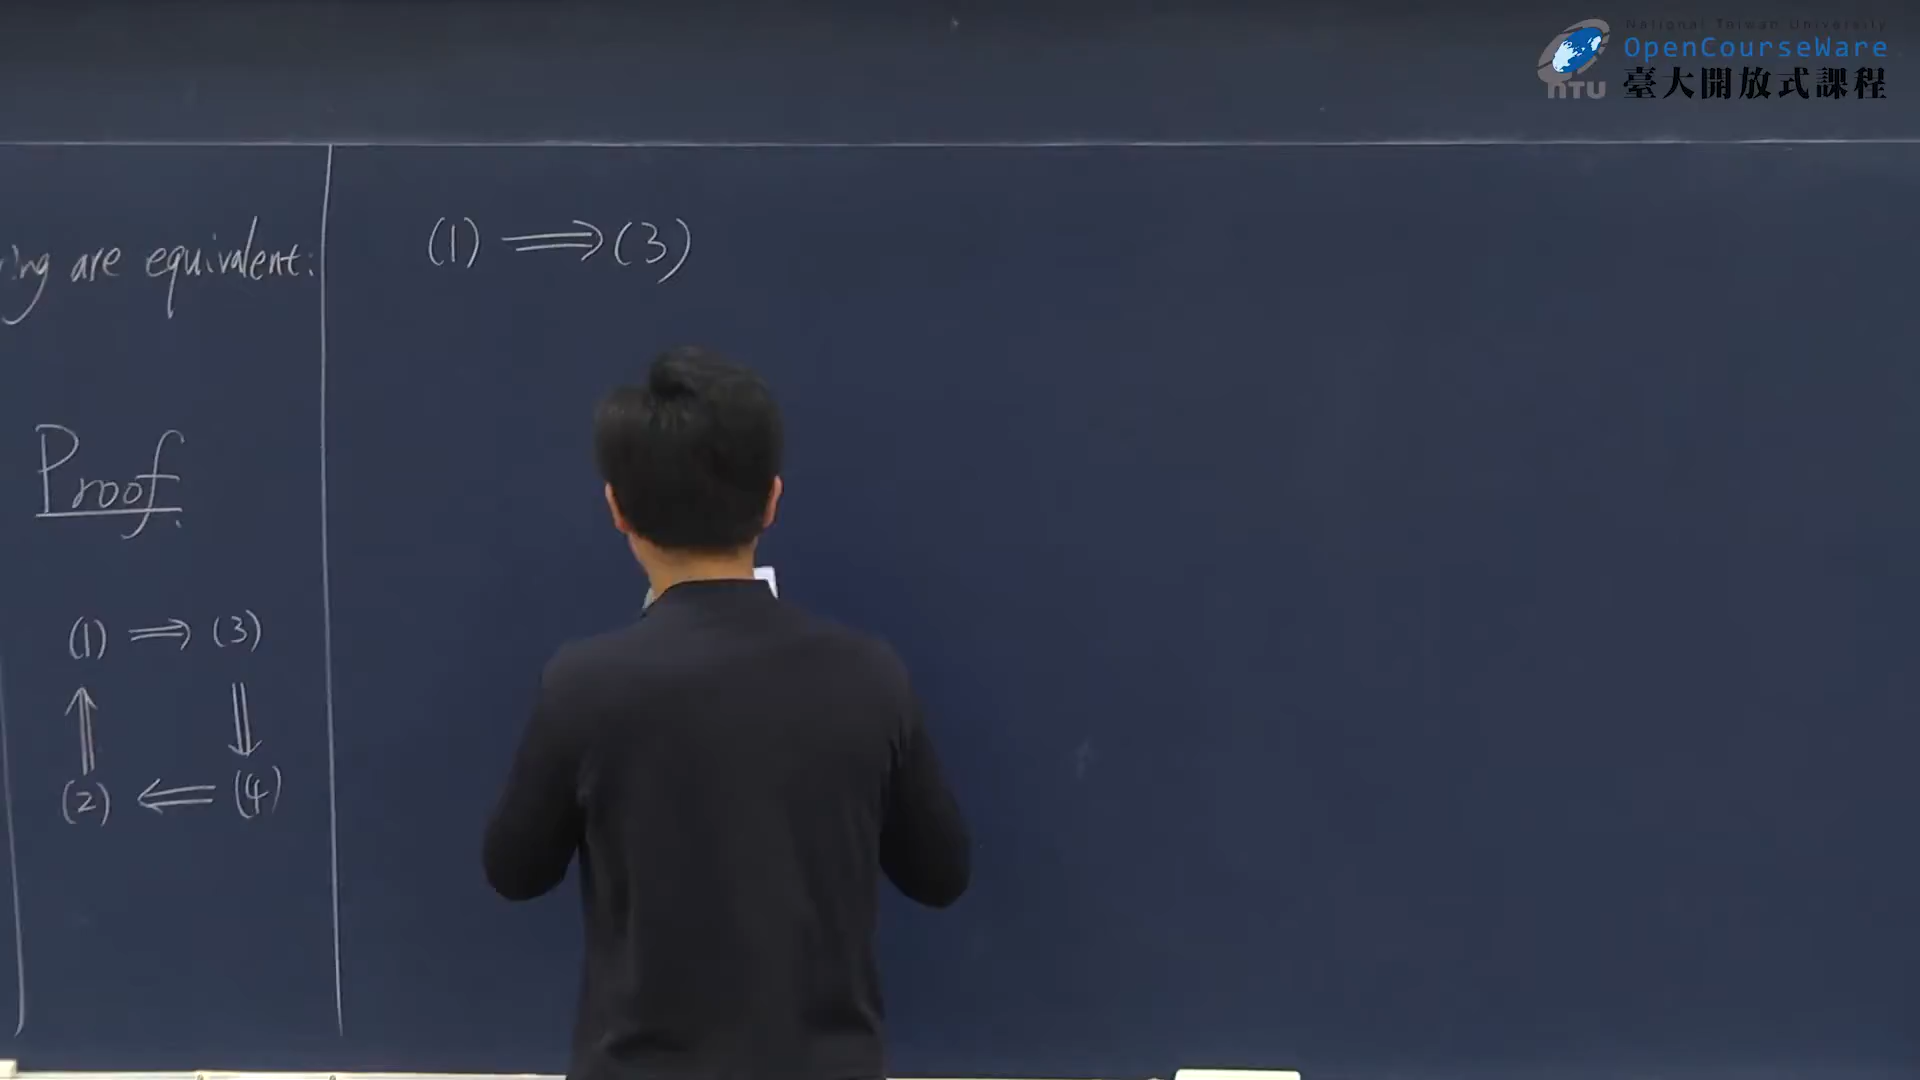 National Taiwan University
OpenCourseWare
臺大開放式課程
NTU
are equivalent:
Proof.
(1) ⇒ (3)
⇑ ⇓
(2) ⇐ (4)
(1) ⟹ (3)